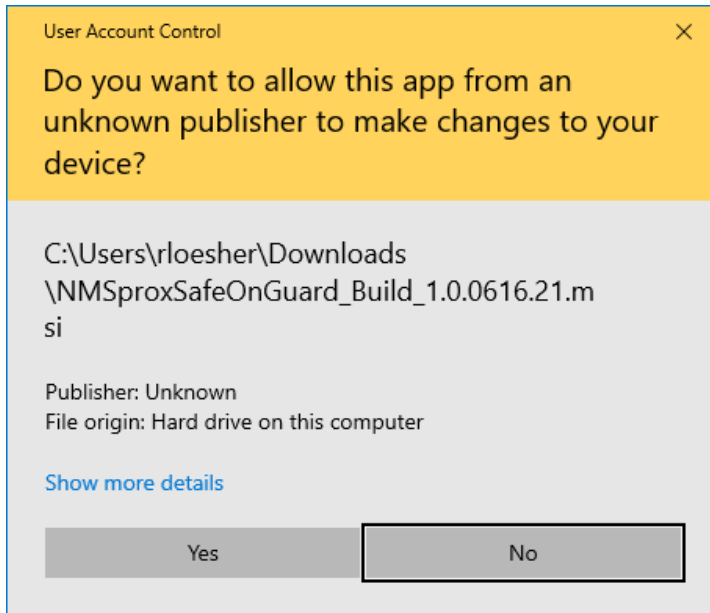 User Account Control
Do you want to allow this app from an
unknown publisher to make changes to your
device?
C:\Users\rloesher\Downloads
\NMSproxSafeOnGuard_Build_1.0.0616.21.m
si
Publisher: Unknown
File origin: Hard drive on this computer
Show more details
Yes
No